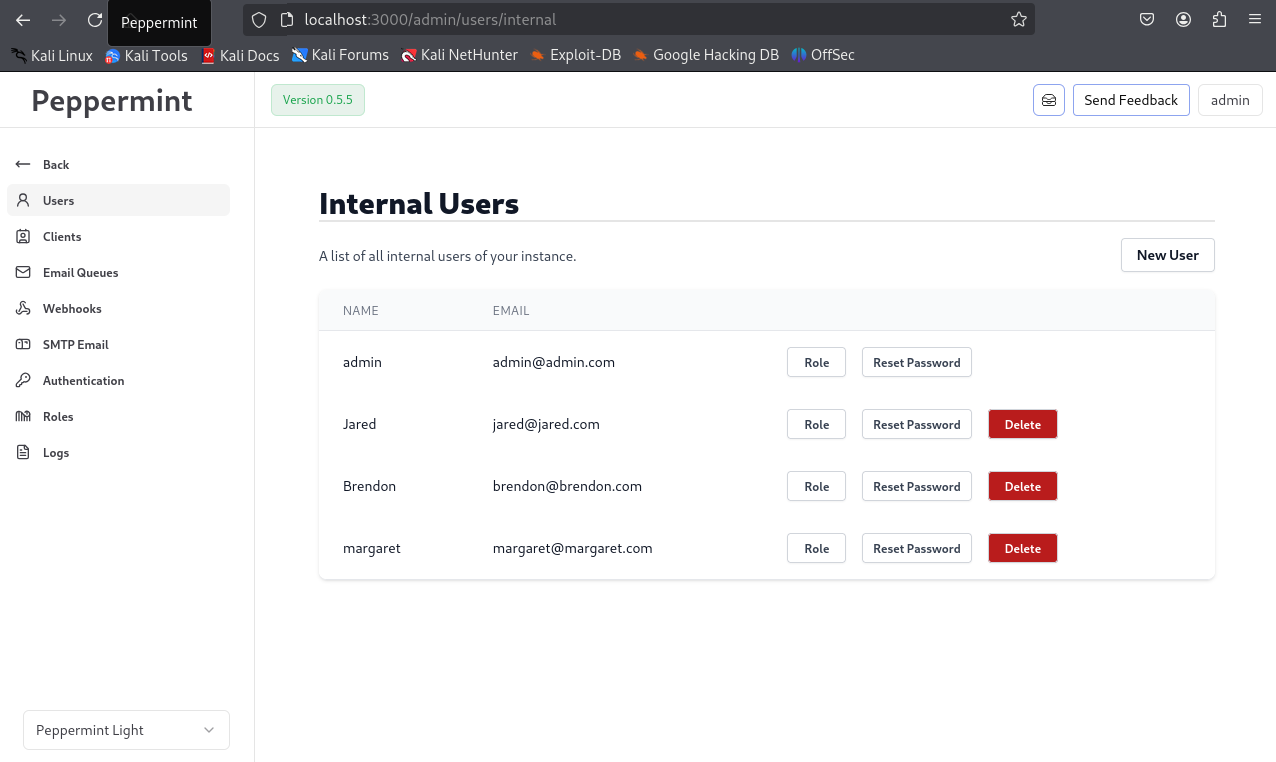 Peppermint
localhost:3000/admin/users/internal
Kali Linux Kali Tools Kali Docs Kali Forums Kali NetHunter Exploit-DB Google Hacking DB OffSec
Peppermint
Version 0.5.5
Send Feedback
admin
Back
Users
Clients
Email Queues
Webhooks
SMTP Email
Authentication
Roles
Logs
Peppermint Light
Internal Users
A list of all internal users of your instance.
New User
NAME EMAIL
admin admin@admin.com Role Reset Password
Jared jared@jared.com Role Reset Password Delete
Brendon brendon@brendon.com Role Reset Password Delete
margaret margaret@margaret.com Role Reset Password Delete